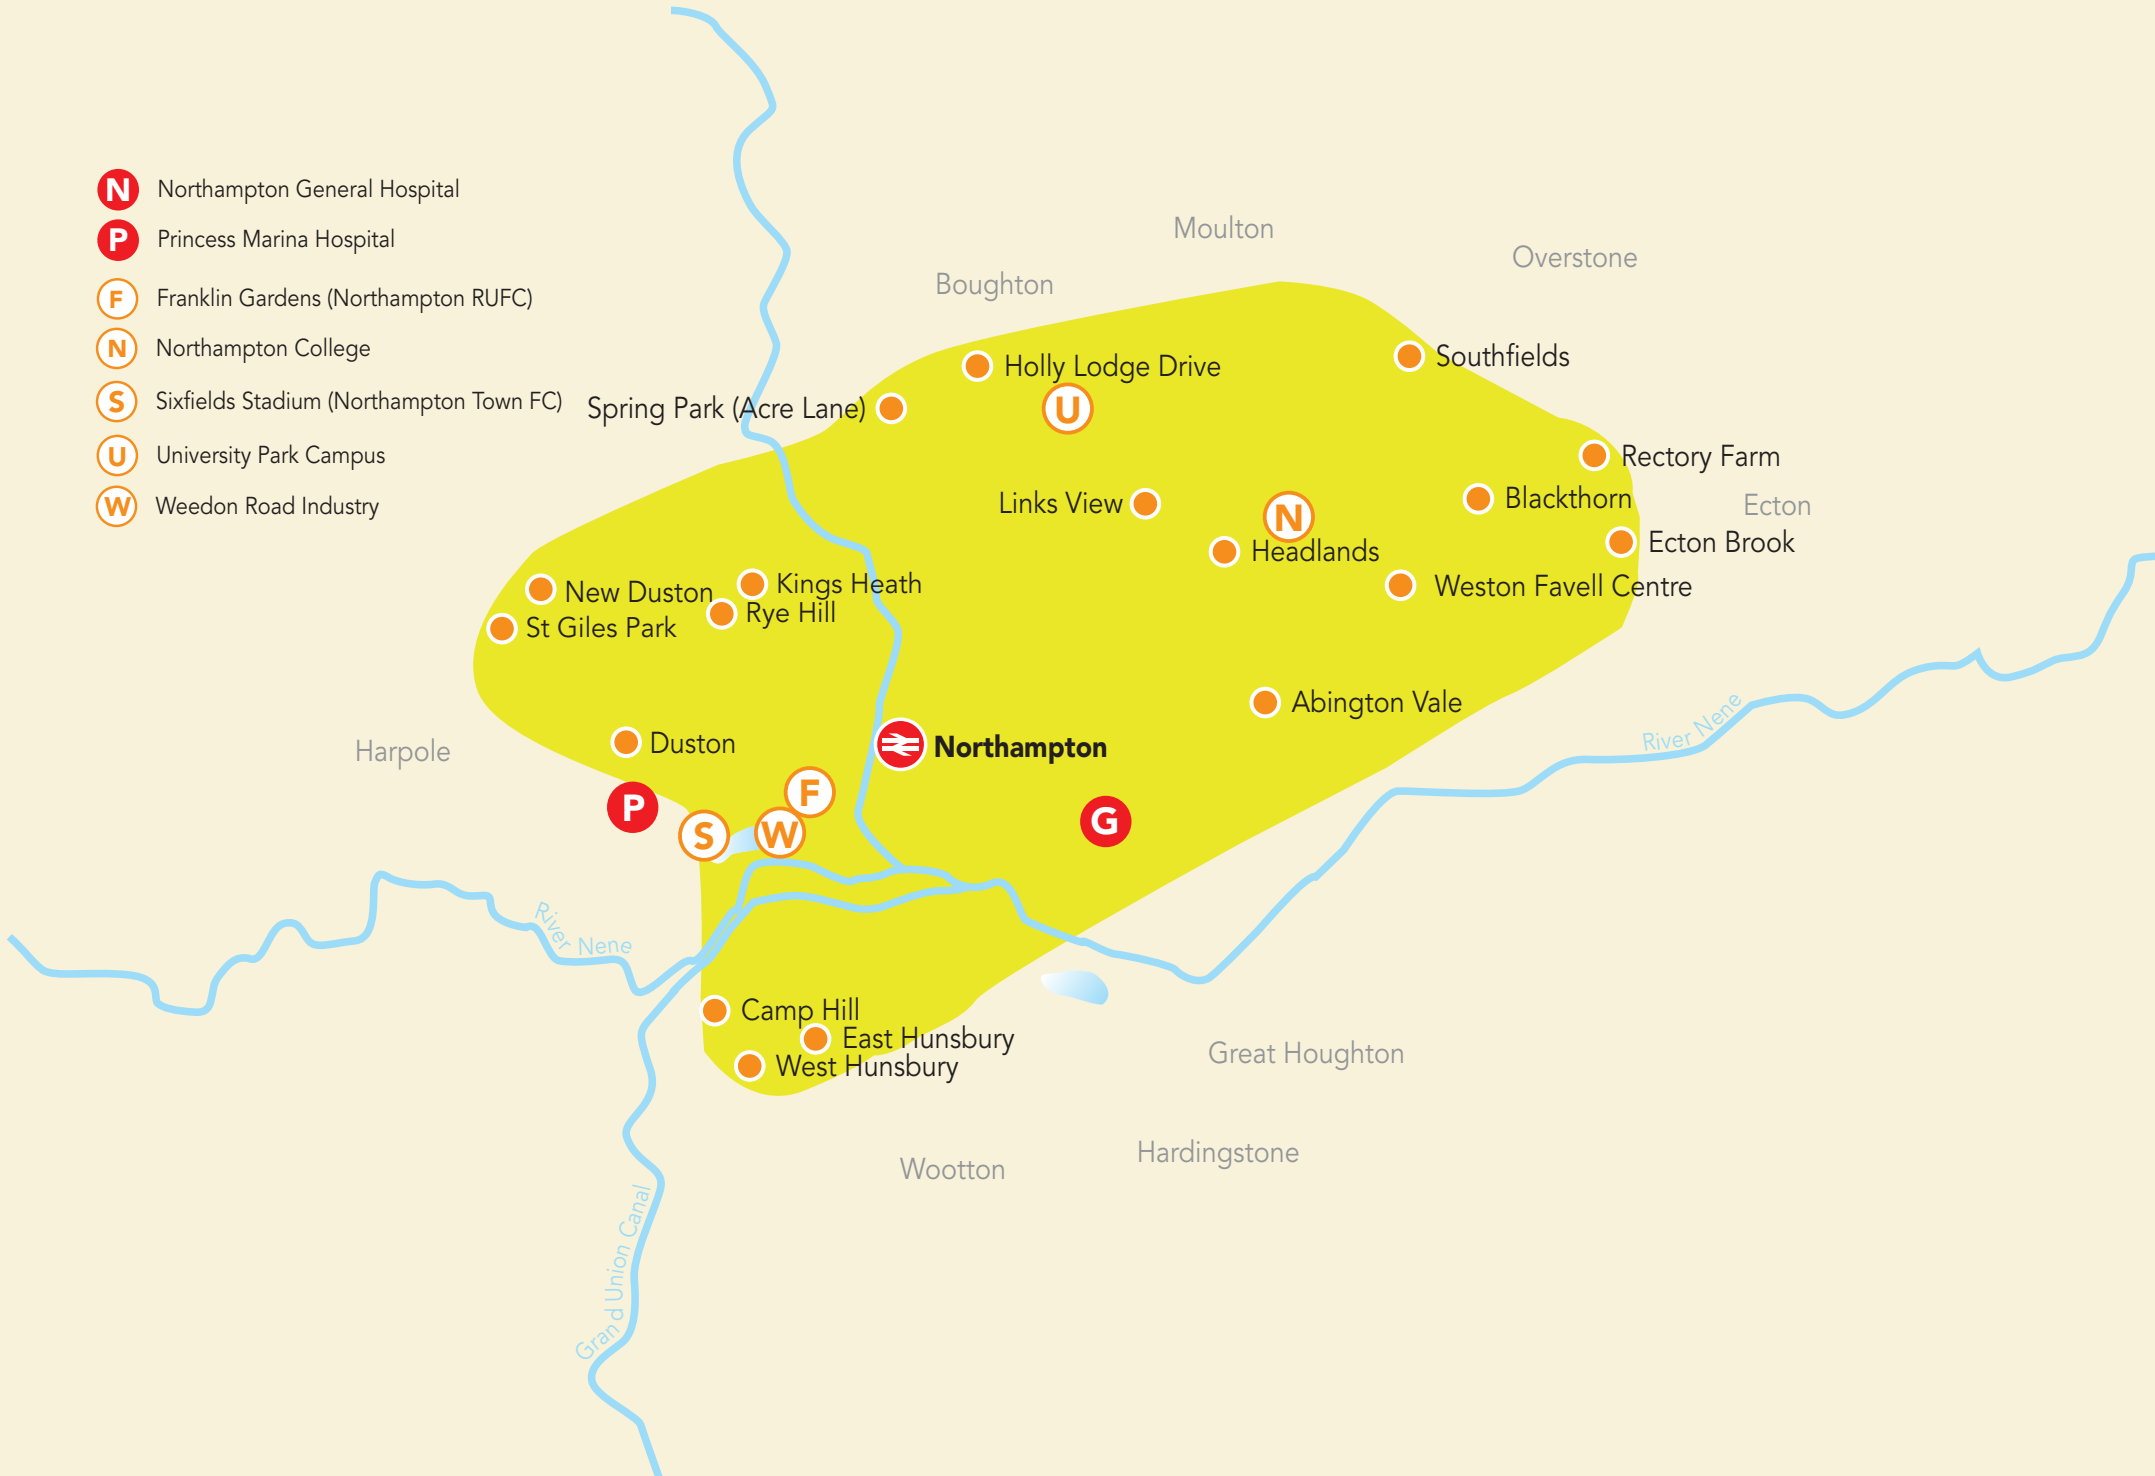 N Northampton General Hospital
P Princess Marina Hospital
F Franklin Gardens (Northampton RUFC)
N Northampton College
S Sixfields Stadium (Northampton Town FC)
U University Park Campus
W Weedon Road Industry
Moulton
Overstone
Boughton
Southfields
Holly Lodge Drive
Spring Park (Acre Lane)
U
Rectory Farm
Blackthorn
Links View
N
Ecton
Ecton Brook
Headlands
Weston Favell Centre
Kings Heath
New Duston
Rye Hill
St Giles Park
Abington Vale
River Nene
Duston
Northampton
Harpole
F
P
G
S
W
River Nene
Camp Hill
East Hunsbury
West Hunsbury
Great Houghton
Hardingstone
Wootton
Grand Union Canal